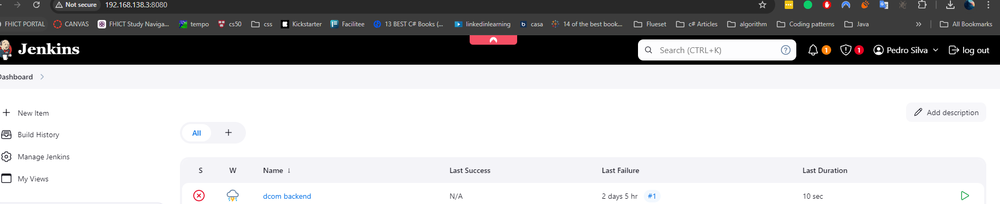 Not secure 192.168.138.3:8080
FHICT PORTAL CANVAS FHICT Study Naviga... tempo cs50 css Kickstarter Facilitee 13 BEST C# Books (... linkedinlearning casa 14 of the best book... Flueset c# Articles algorithm Coding patterns Java » All Bookmarks
Jenkins Search (CTRL+K) 1 1 Pedro Silva log out
Dashboard
New Item Add description
All +
Build History
Manage Jenkins
My Views
S W Name ↓ Last Success Last Failure Last Duration
dcom backend N/A 2 days 5 hr #1 10 sec